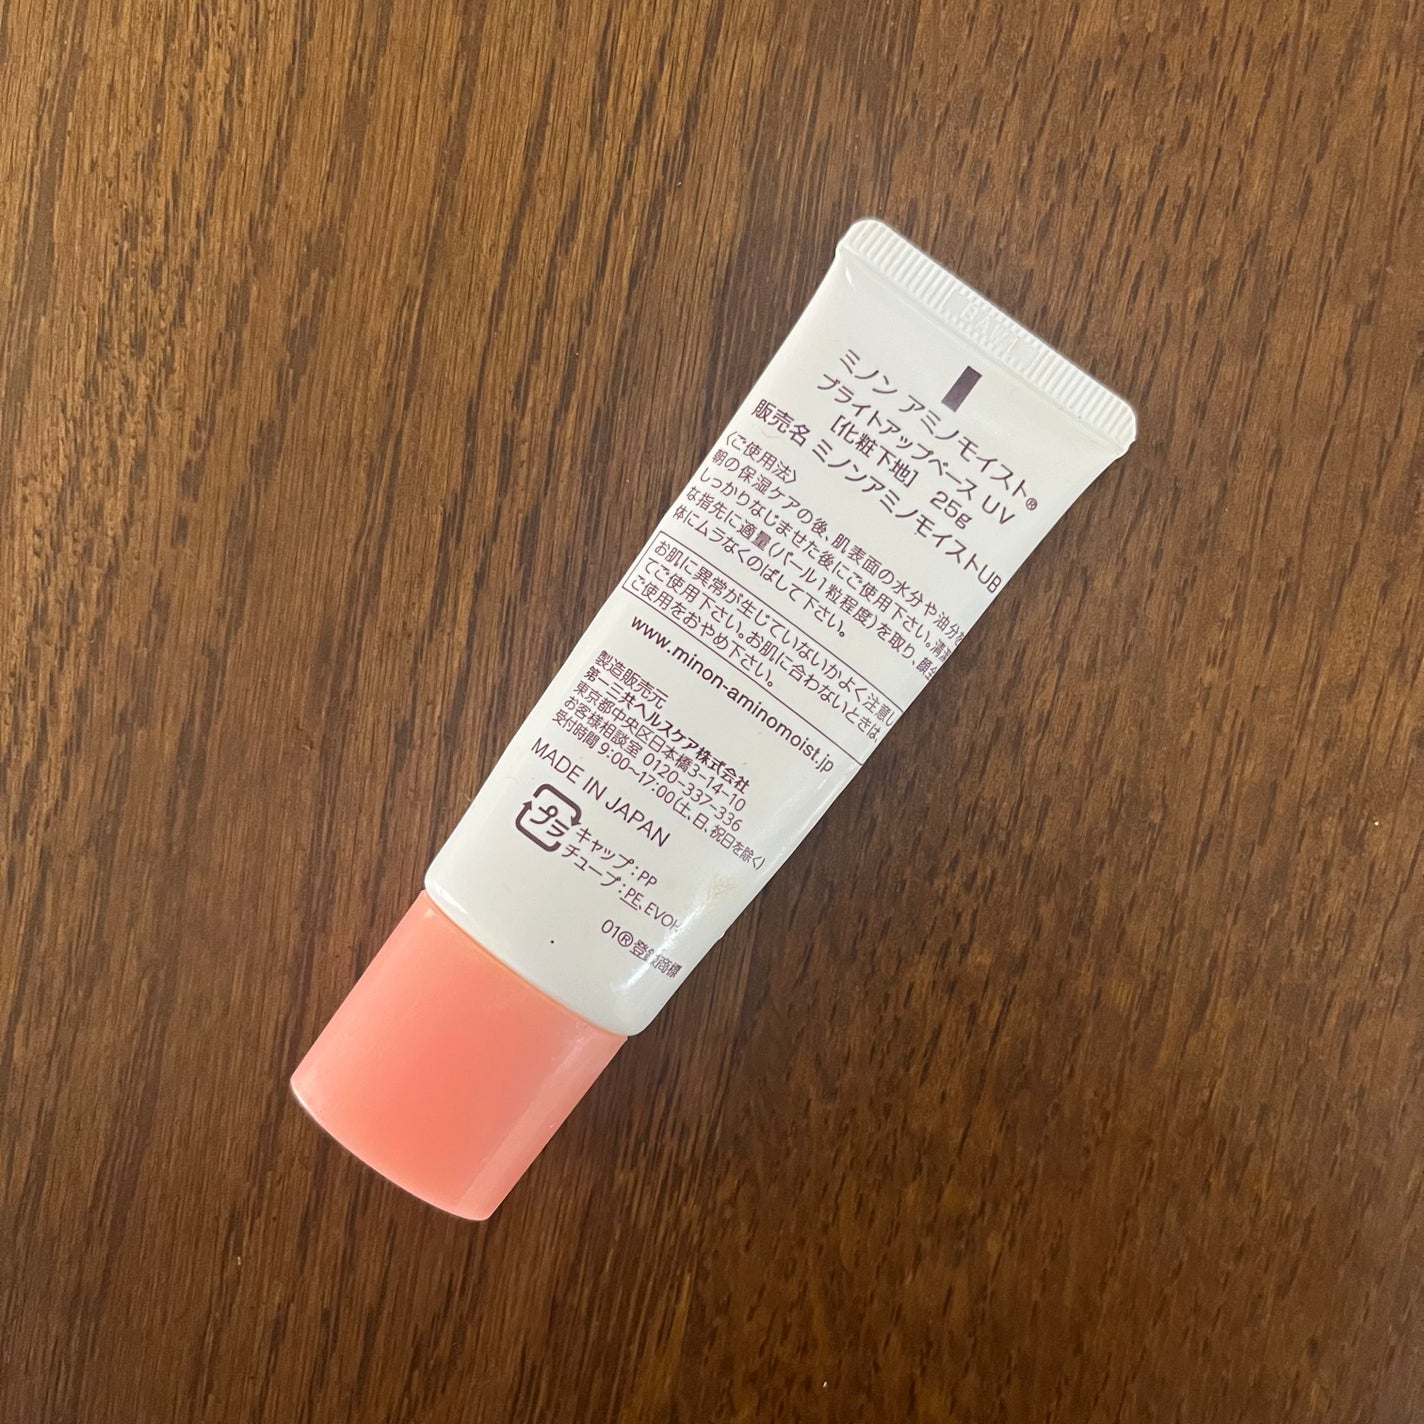 ミノン アミノモイスト®
ブライトアップベース UV
[化粧下地] 25g
販売名 ミノンアミノモイストUB
〈ご使用法〉
朝の保湿ケアの後、肌表面の水分や油分を
しっかりなじませた後にご使用下さい。清潔
な指先に適量(パール1粒程度)を取り、顔全
体にムラなくのばして下さい。
お肌に異常が生じていないかよく注意し
てご使用下さい。お肌に合わないときは、
ご使用をおやめ下さい。
www.minon-aminomoist.jp
製造販売元
第一三共ヘルスケア株式会社
東京都中央区日本橋3-14-10
お客様相談室 0120-337-336
受付時間 9:00~17:00(土、日、祝日を除く)
MADE IN JAPAN
プラ
キャップ:PP
チューブ:PE、EVOH
01®登録商標